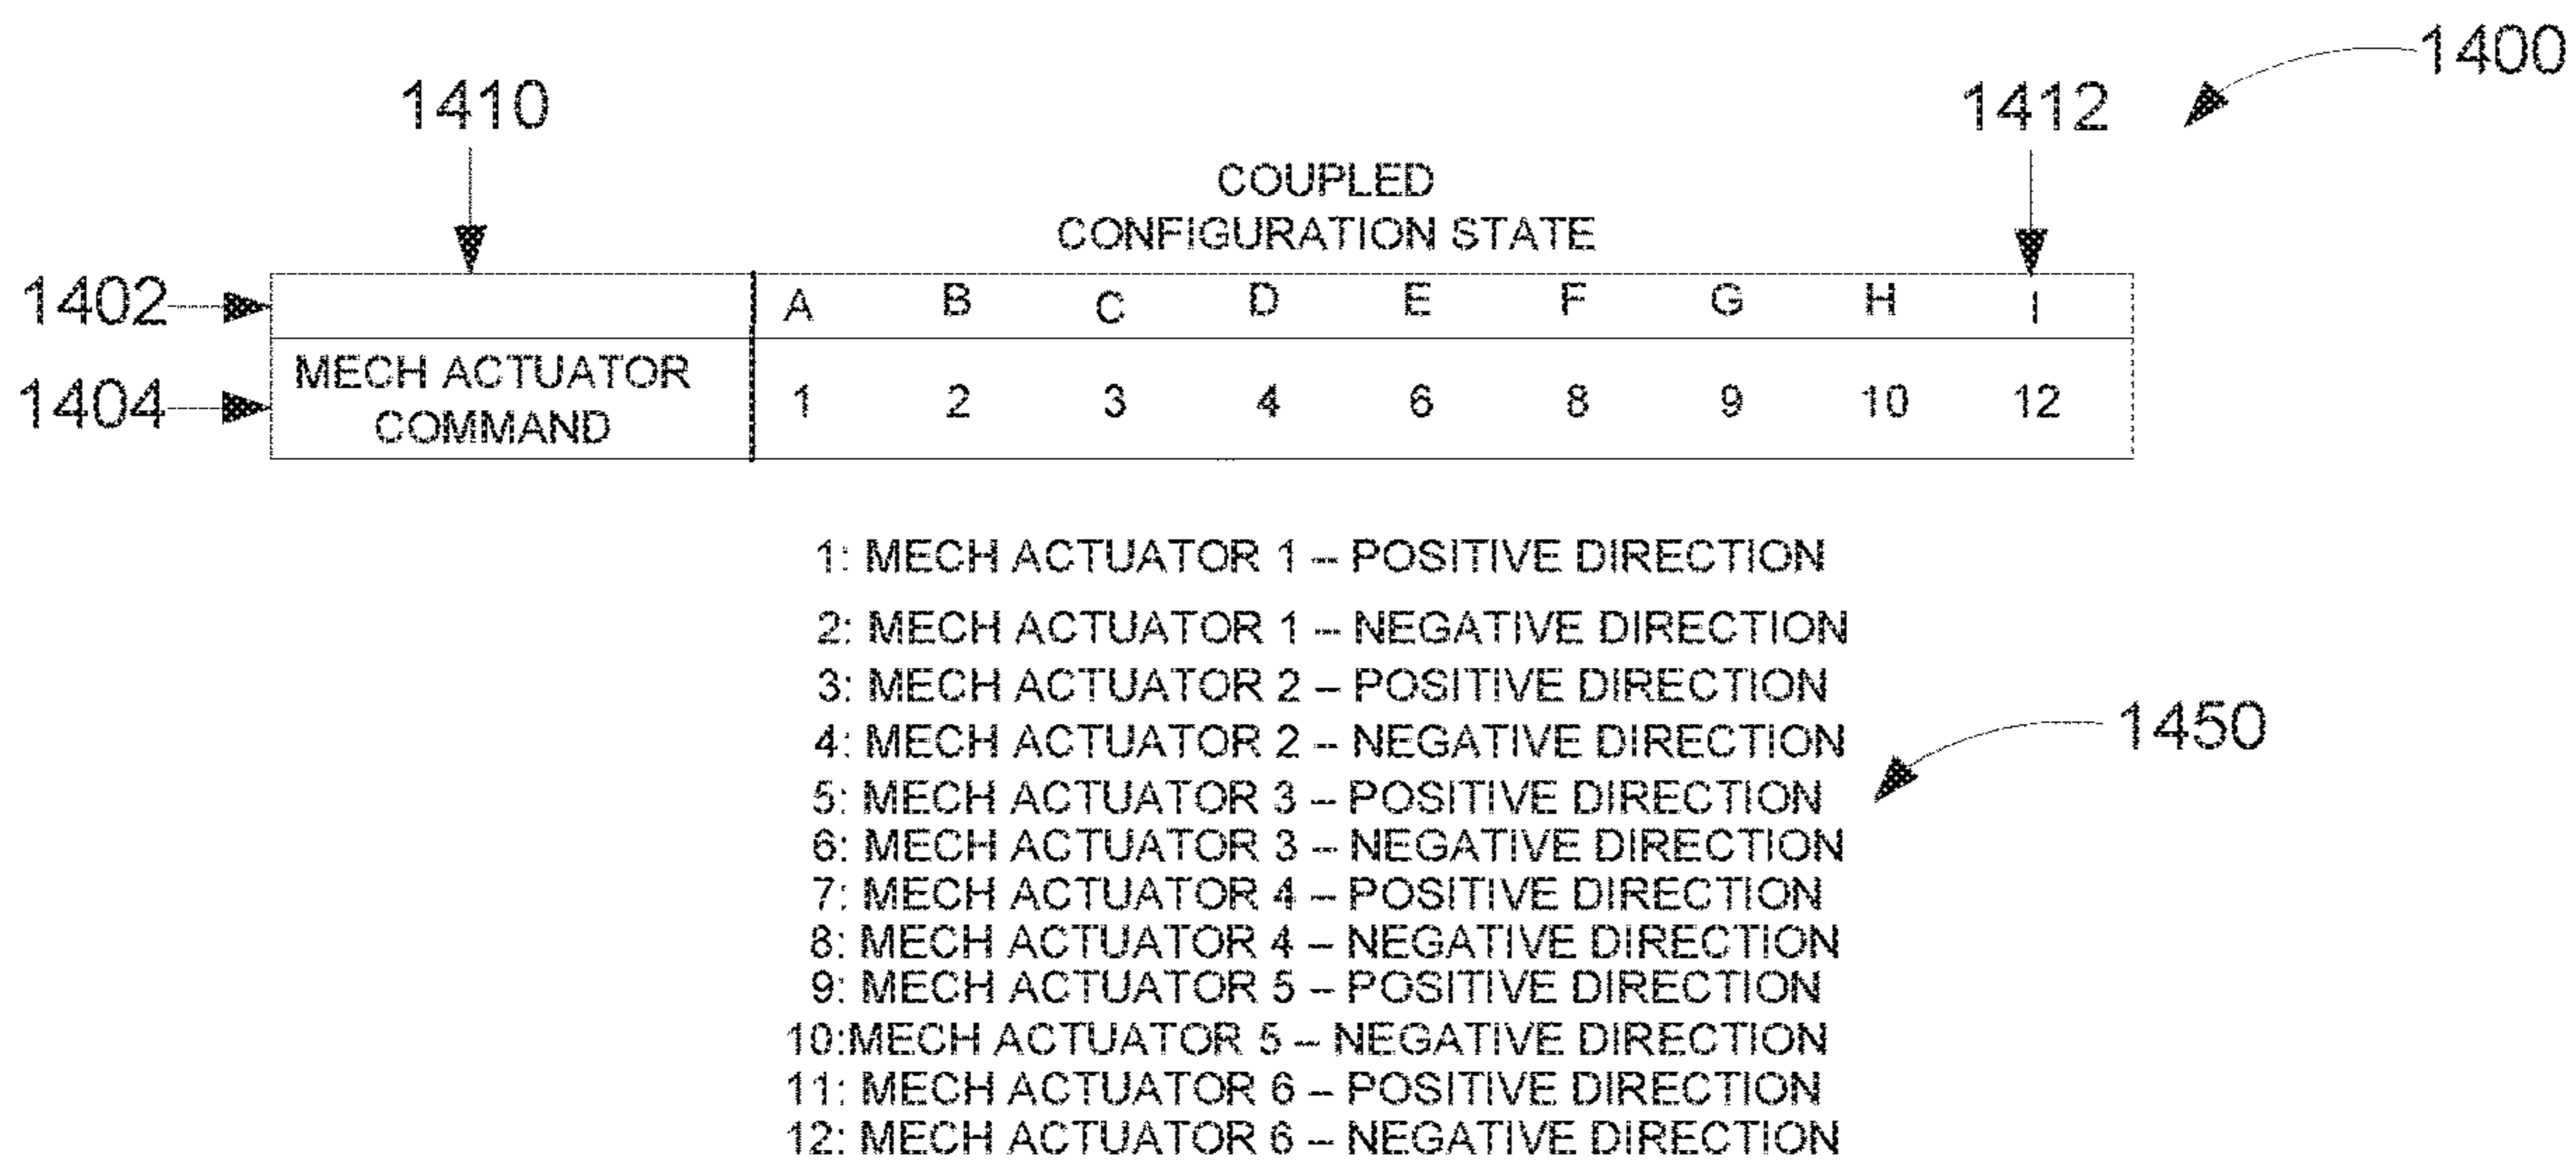 1400
1410
1412
COUPLED
CONFIGURATION STATE
1402
A B C D E F G H I
1404
MECH ACTUATOR
COMMAND
1 2 3 4 6 8 9 10 12
1: MECH ACTUATOR 1 – POSITIVE DIRECTION
2: MECH ACTUATOR 1 – NEGATIVE DIRECTION
3: MECH ACTUATOR 2 – POSITIVE DIRECTION
4: MECH ACTUATOR 2 – NEGATIVE DIRECTION
1450
5: MECH ACTUATOR 3 – POSITIVE DIRECTION
6: MECH ACTUATOR 3 – NEGATIVE DIRECTION
7: MECH ACTUATOR 4 – POSITIVE DIRECTION
8: MECH ACTUATOR 4 – NEGATIVE DIRECTION
9: MECH ACTUATOR 5 – POSITIVE DIRECTION
10:MECH ACTUATOR 5 – NEGATIVE DIRECTION
11: MECH ACTUATOR 6 – POSITIVE DIRECTION
12: MECH ACTUATOR 6 – NEGATIVE DIRECTION